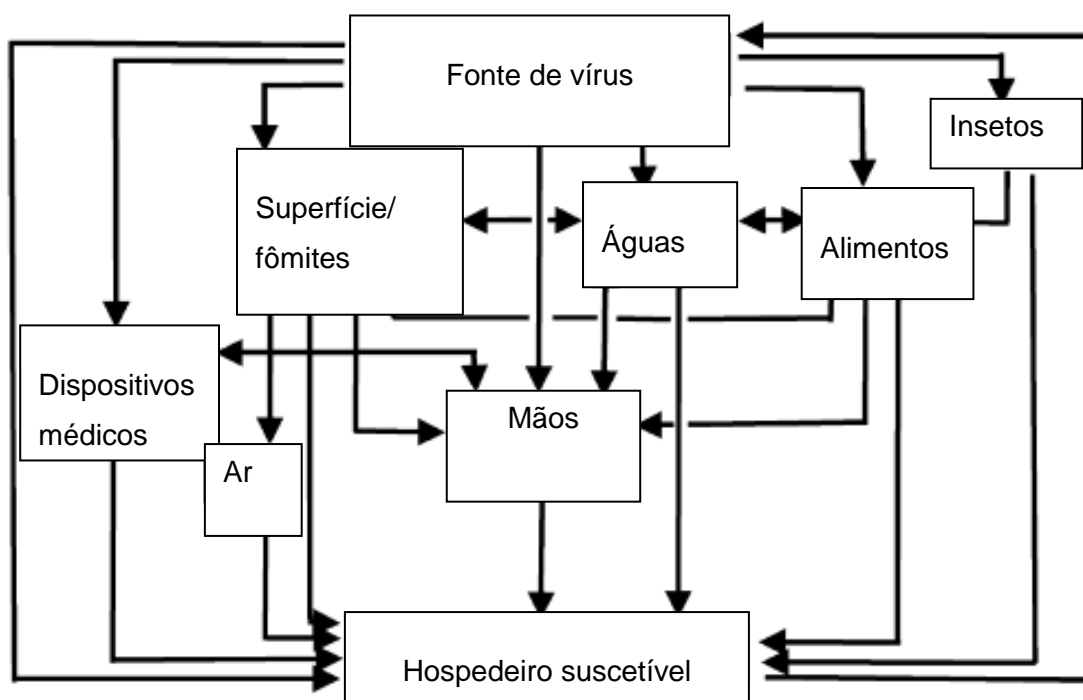 Fonte de vírus
Insetos
Superfície/
fômites
Águas
Alimentos
Dispositivos
médicos
Mãos
Ar
Hospedeiro suscetível